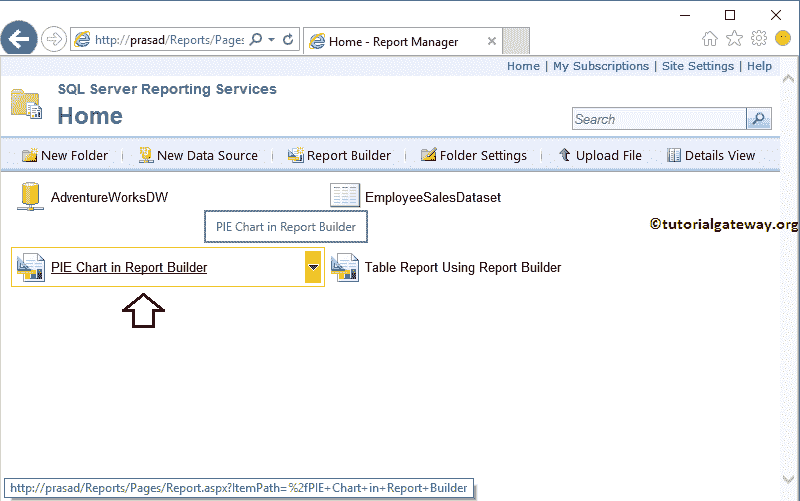 http://prasad/Reports/Pages
Home - Report Manager
Home | My Subscriptions | Site Settings | Help
SQL Server Reporting Services
Home
Search
New Folder | New Data Source | Report Builder | Folder Settings | Upload File | Details View
AdventureWorksDW
EmployeeSalesDataset
PIE Chart in Report Builder
©tutorialgateway.org
PIE Chart in Report Builder
Table Report Using Report Builder
http://prasad/Reports/Pages/Report.aspx?ItemPath=%2fPIE+Chart+in+Report+Builder